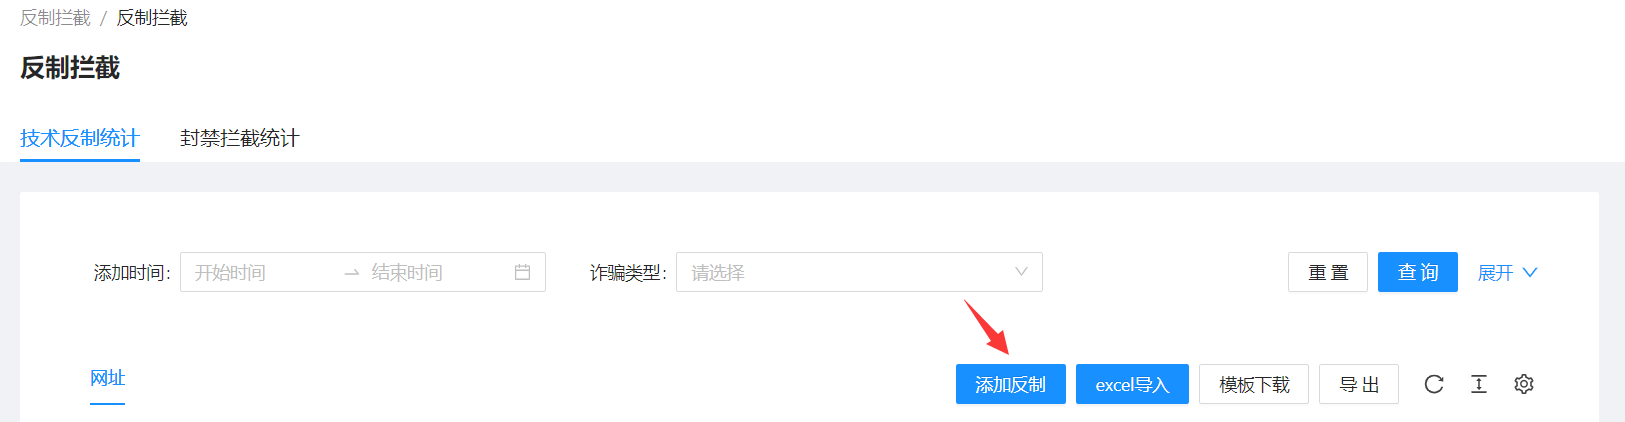 反制拦截 / 反制拦截
反制拦截
技术反制统计 封禁拦截统计
添加时间: 开始时间 结束时间 诈骗类型: 请选择 重 置 查 询 展开
网址 添加反制 excel导入 模板下载 导 出